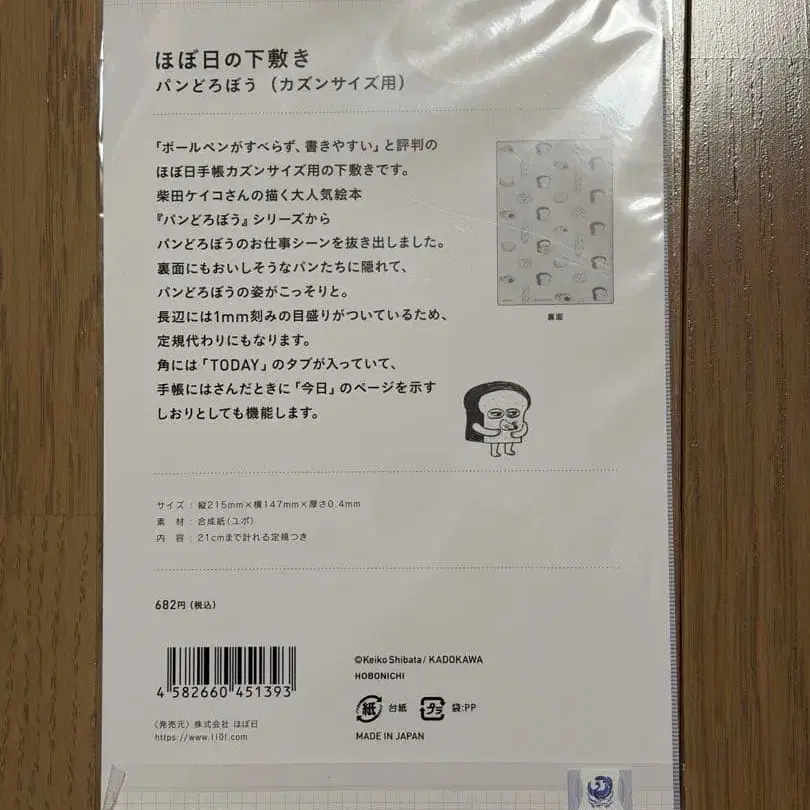 ほぼ日の下敷き
パンどろぼう（カズンサイズ用）
「ボールペンがすべらず、書きやすい」と評判の
ほぼ日手帳カズンサイズ用の下敷きです。
柴田ケイコさんの描く大人気絵本
『パンどろぼう』シリーズから
パンどろぼうのお仕事シーンを抜き出しました。
裏面にもおいしそうなパンたちに隠れて、
パンどろぼうの姿がこっそりと。
長辺には1mm刻みの目盛りがついているため、
定規代わりにもなります。
角には「TODAY」のタブが入っていて、
手帳にはさんだときに「今日」のページを示す
しおりとしても機能します。
裏面
サイズ：縦215mm×横147mm×厚さ0.4mm
素　材：合成紙（ユポ）
内　容：21cmまで計れる定規つき
682円（税込）
4 582660 451393
©Keiko Shibata/ KADOKAWA
HOBONICHI
紙 台紙 プラ 袋:PP
〈発売元〉株式会社 ほぼ日
https://www.1101.com
MADE IN JAPAN